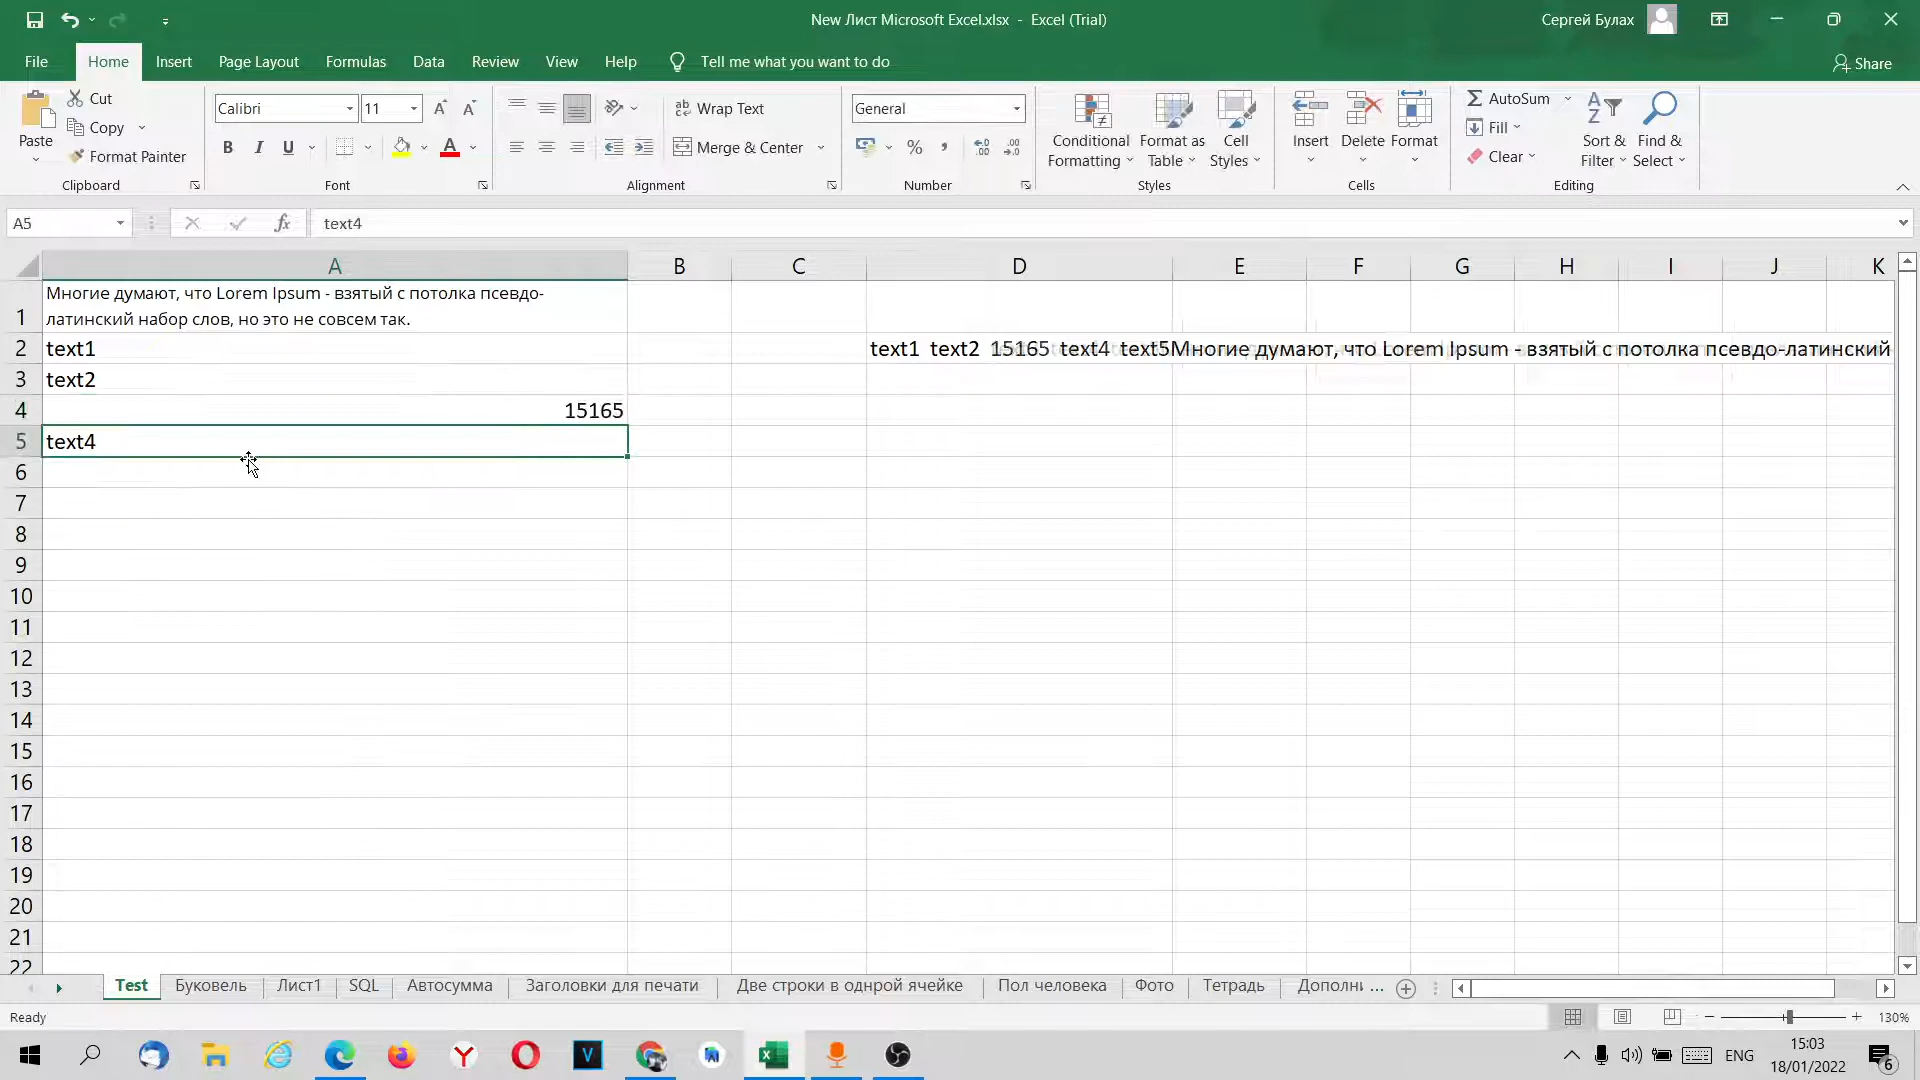 New Лист Microsoft Excel.xlsx - Excel (Trial)
Сергей Булах
File Home Insert Page Layout Formulas Data Review View Help Tell me what you want to do
Share
Paste
Cut
Copy
Format Painter
Clipboard
Calibri 11
B I U
Font
Wrap Text
Merge & Center
Alignment
General
Number
Conditional Formatting
Format as Table
Cell Styles
Styles
Insert Delete Format
Cells
AutoSum
Fill
Clear
Sort & Filter
Find & Select
Editing
A5 fx text4
A B C D E F G H I J K
1 Многие думают, что Lorem Ipsum - взятый с потолка псевдо-
латинский набор слов, но это не совсем так.
2 text1 text1 text2 15165 text4 text5Многие думают, что Lorem Ipsum - взятый с потолка псевдо-латинский
3 text2
4 15165
5 text4
6
7
8
9
10
11
12
13
14
15
16
17
18
19
20
21
22
Test Буковель Лист1 SQL Автосумма Заголовки для печати Две строки в однрой ячейке Пол человека Фото Тетрадь Дополни ...
Ready
130%
ENG
15:03
18/01/2022
6